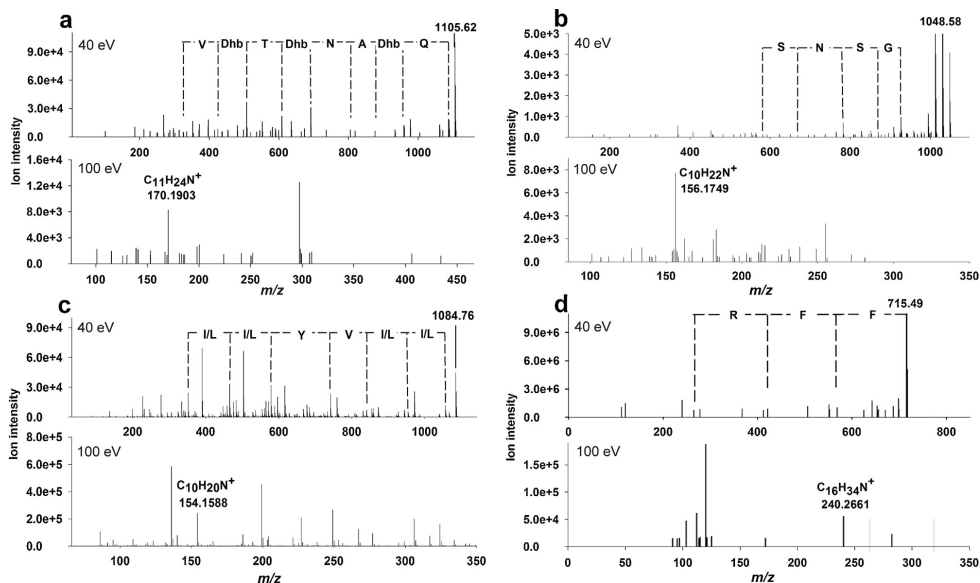 a
1105.62
40 eV
V Dhb T Dhb N A Dhb Q
9.0e+4
6.0e+4
3.0e+4
0.0
200 400 600 800 1000
Ion intensity
1.6e+4
1.2e+4
8.0e+3
4.0e+3
0.0
100 eV
C11H24N+
170.1903
50 100 150 200 250 300 350 400 450
m/z
b
1048.58
40 eV
S N S G
5.0e+3
4.0e+3
3.0e+3
2.0e+3
1.0e+3
0.0
200 400 600 800 1000
Ion intensity
8.0e+3
6.0e+3
4.0e+3
2.0e+3
0.0
100 eV
C10H22N+
156.1749
50 100 150 200 250 300 350
m/z
c
1084.76
40 eV
I/L I/L Y V I/L I/L
9.0e+4
6.0e+4
3.0e+4
0.0
200 400 600 800 1000
Ion intensity
8.0e+5
6.0e+5
4.0e+5
2.0e+5
0.0
100 eV
C10H20N+
154.1588
100 150 200 250 300 350
m/z
d
715.49
40 eV
R F F
9.0e+6
6.0e+6
3.0e+6
0.0
0 200 400 600 800
Ion intensity
1.5e+5
1.0e+5
5.0e+4
0.0
100 eV
C16H34N+
240.2661
0 50 100 150 200 250 300 350
m/z